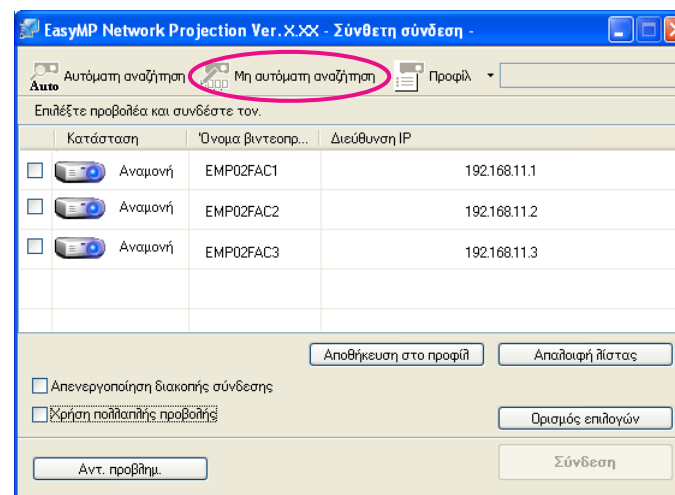 EasyMP Network Projection Ver.X.XX - Σύνθετη σύνδεση -
Auto Αυτόματη αναζήτηση Μη αυτόματη αναζήτηση Προφίλ
Επιλέξτε προβολέα και συνδέστε τον.
Κατάσταση Όνομα βιντεοπρ... Διεύθυνση IP
Αναμονή EMP02FAC1 192.168.11.1
Αναμονή EMP02FAC2 192.168.11.2
Αναμονή EMP02FAC3 192.168.11.3
Αποθήκευση στο προφίλ Απαλοιφή λίστας
Απενεργοποίηση διακοπής σύνδεσης
Χρήση πολλαπλής προβολής Ορισμός επιλογών
Αντ. προβλημ. Σύνδεση